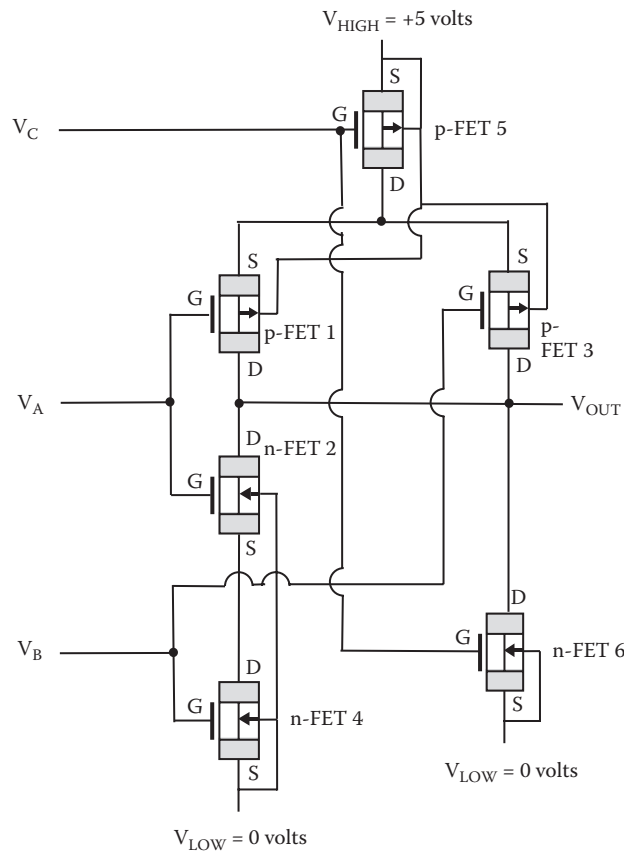 V_HIGH = +5 volts
S
G
V_C
p-FET 5
D
S
S
G
G
p-FET 1
p-
FET 3
D
D
V_A
V_OUT
D
n-FET 2
G
S
D
V_B
G
n-FET 6
D
S
G
n-FET 4
S
V_LOW = 0 volts
V_LOW = 0 volts